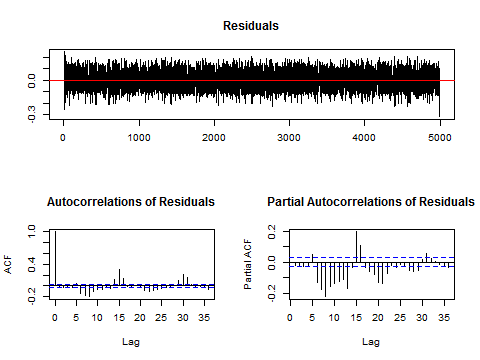 Residuals
0.0
-0.3
0 1000 2000 3000 4000 5000
Autocorrelations of Residuals
ACF
1.0
0.4
-0.2
0 5 10 15 20 25 30 35
Lag
Partial Autocorrelations of Residuals
Partial ACF
0.2
0.0
-0.2
0 5 10 15 20 25 30 35
Lag